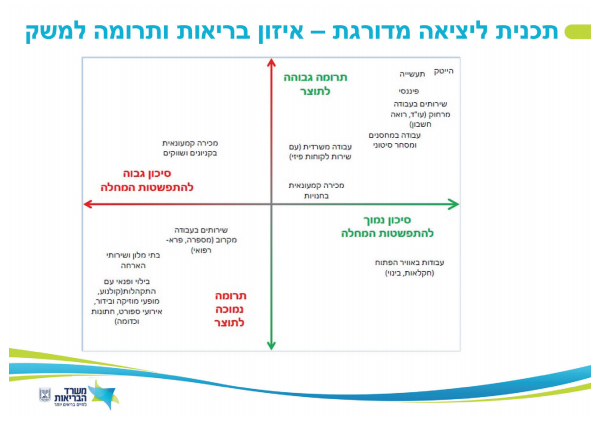 תכנית ליציאה מדורגת – איזון בריאות ותרומה למשק
תרומה גבוהה
לתוצר
הייטק
תעשייה
פיננסי
שירותים בעבודה
מרחוק (עו"ד, רואה
חשבון)
עבודה במחסנים
ומסחר סיטוני
עבודה משרדית (עם
שירות לקוחות פיזי)
מכירה קמעונאית
בחנויות
מכירה קמעונאית
בקניונים ושווקים
סיכון גבוה
להתפשטות המחלה
סיכון נמוך
להתפשטות המחלה
עבודות באוויר הפתוח
(חקלאות, בינוי)
שירותים בעבודה
מקרוב (מספרה, פרא-
רפואי)
בתי מלון ושירותי
הארחה
בילוי ופנאי עם
התקהלות(קולנוע,
מופעי מוזיקה ובידור,
אירועי ספורט, חתונות
וכדומה)
תרומה
נמוכה
לתוצר
משרד
הבריאות
לחיים בריאים יותר